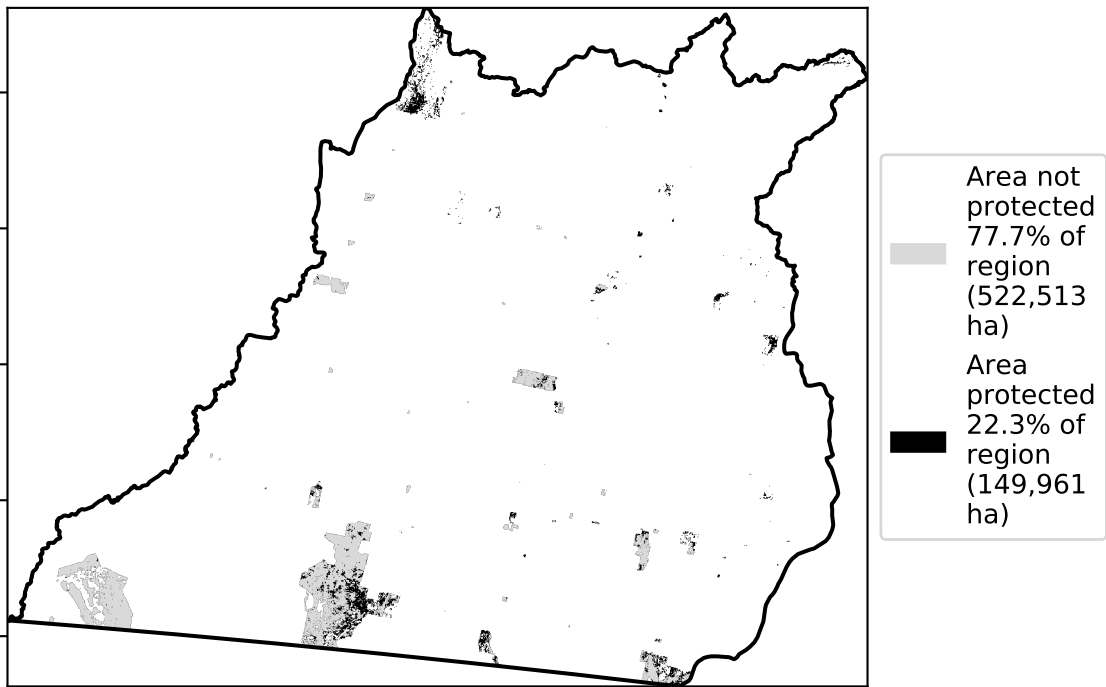 Area not
protected
77.7% of
region
(522,513
ha)
Area
protected
22.3% of
region
(149,961
ha)